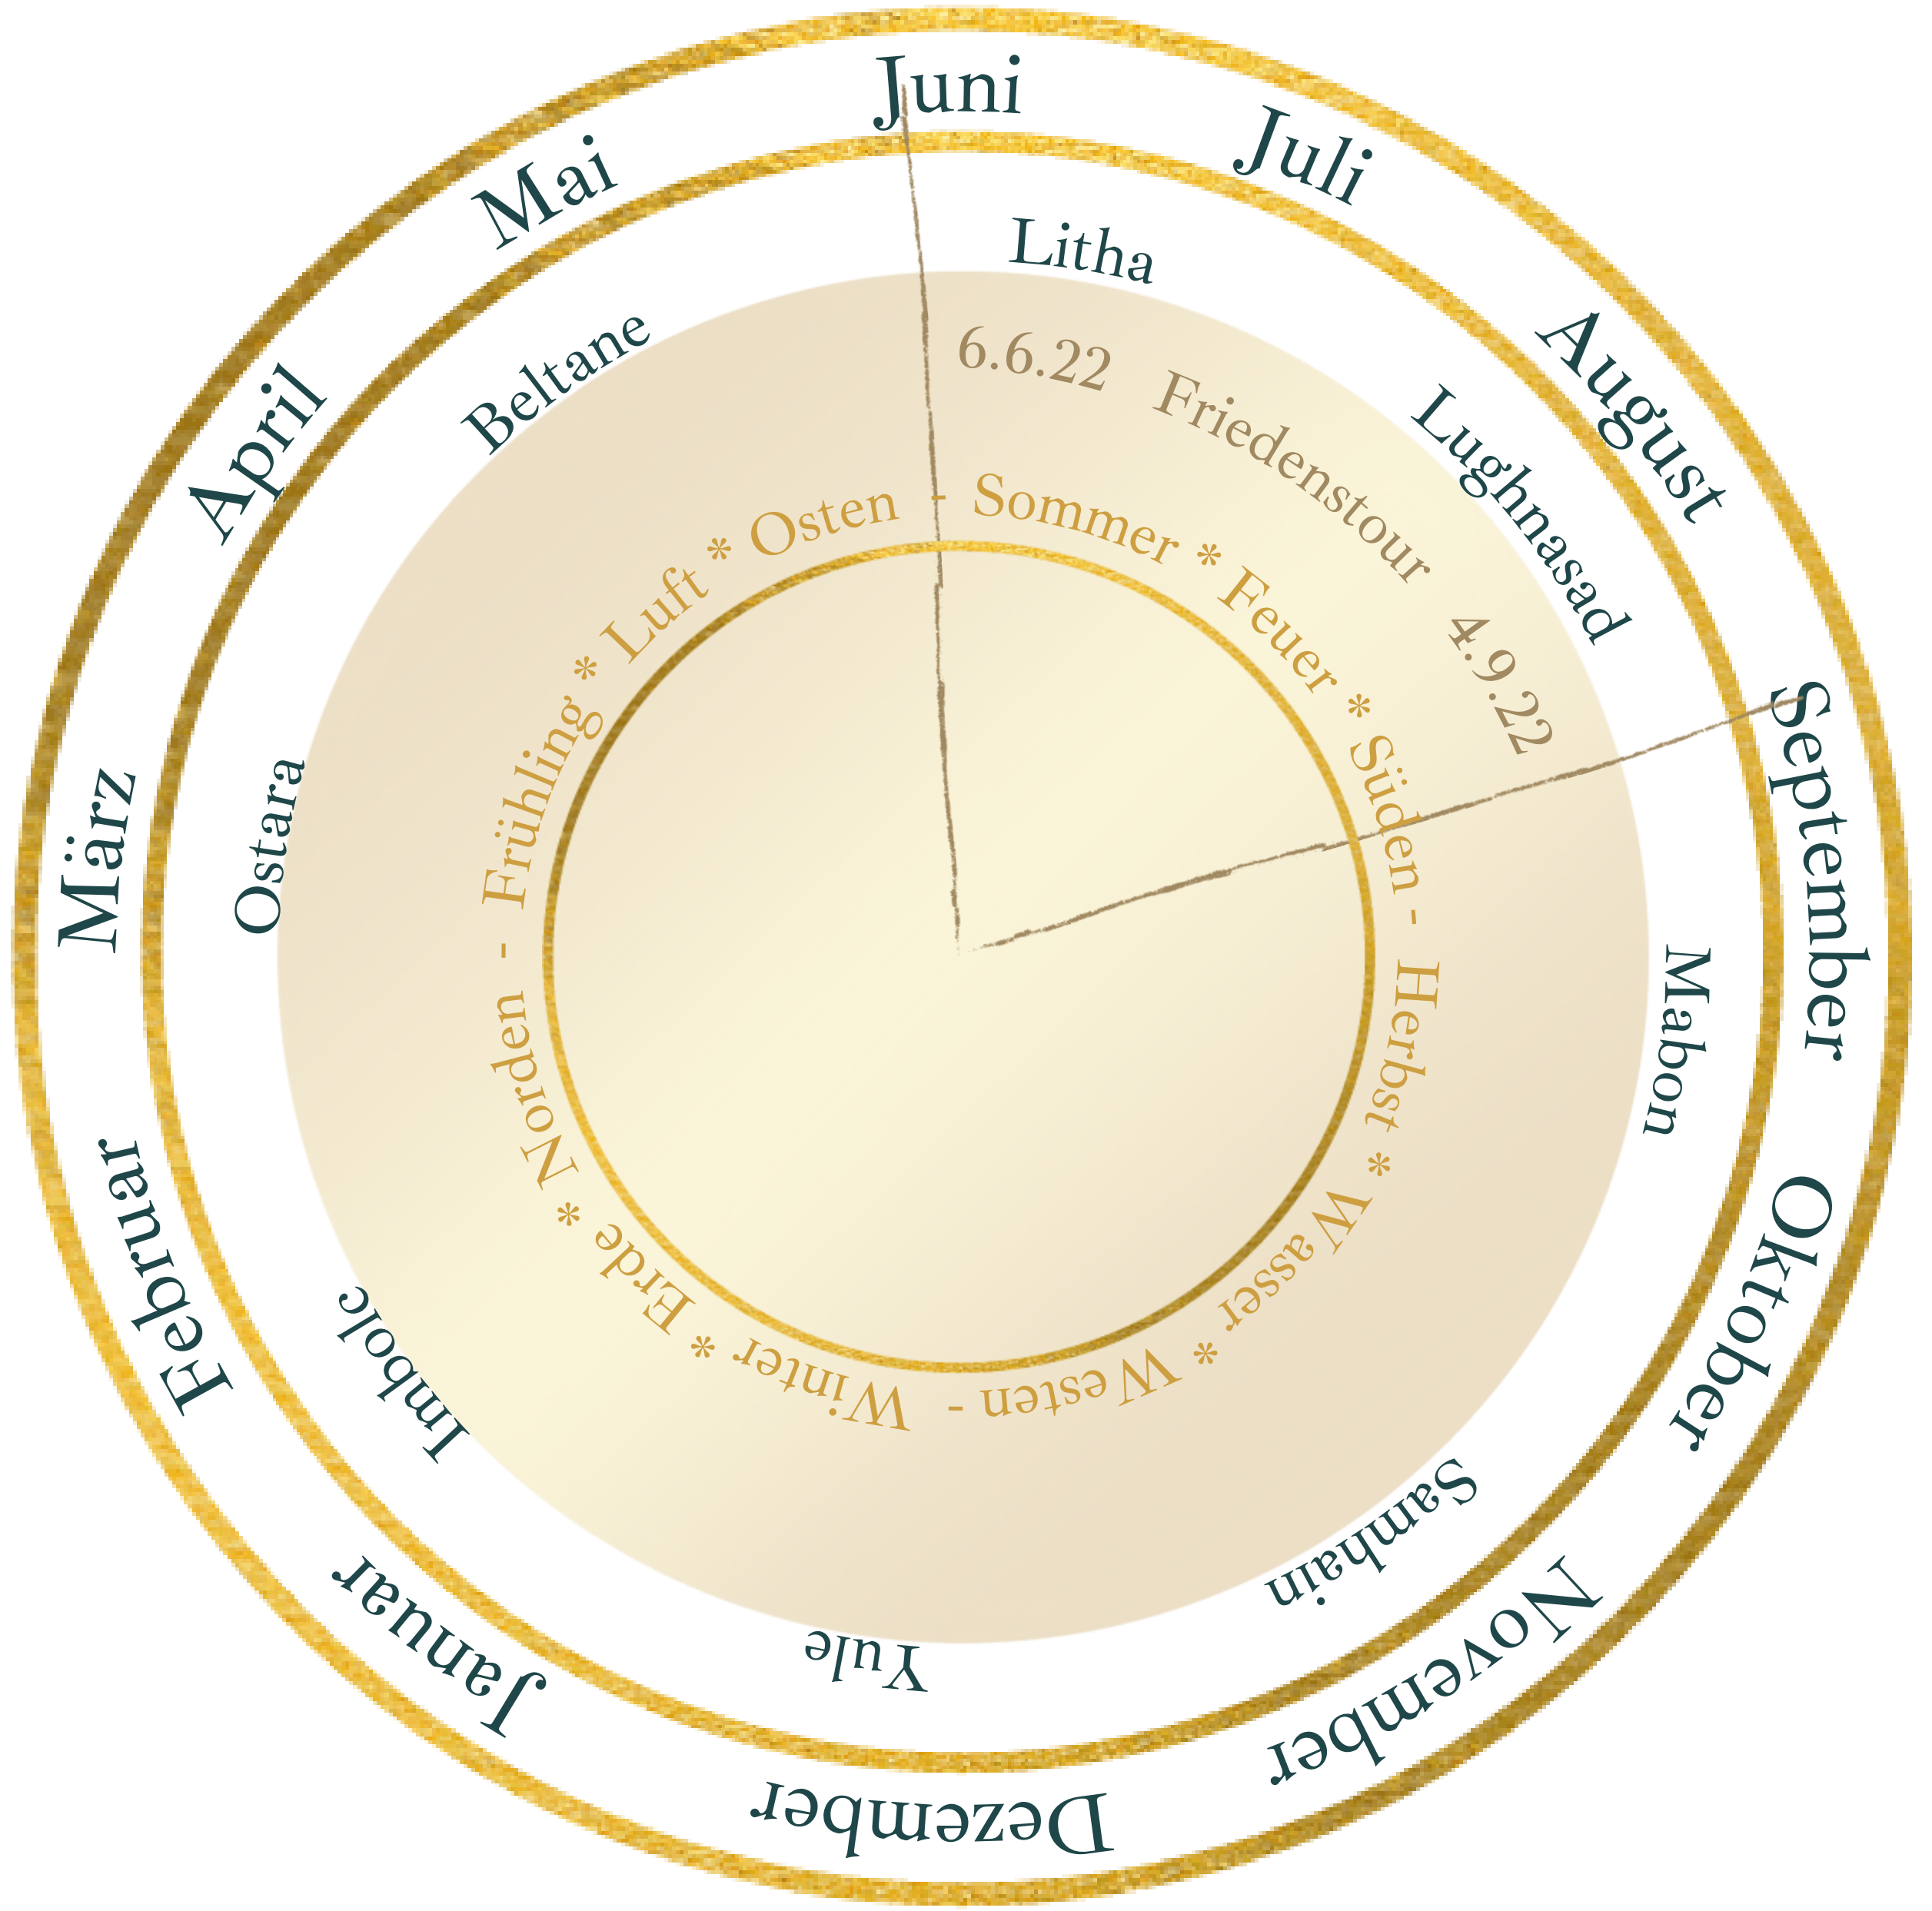 Juni
Juli
August
September
Oktober
November
Dezember
Januar
Februar
März
April
Mai
Litha
Lughnasad
Mabon
Samhain
Yule
Imbolc
Ostara
Beltane
6.6.22 Friedenstour 4.9.22
- Sommer * Feuer * Süden - Herbst * Wasser * Westen - Winter * Erde * Norden - Frühling * Luft * Osten